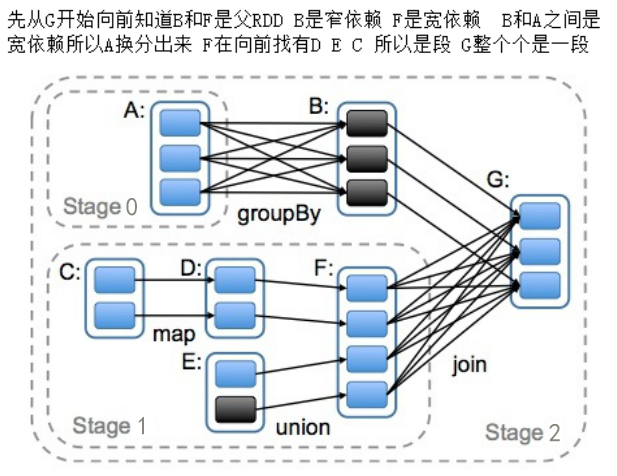 先从G开始向前知道B和F是父RDD B是窄依赖 F是宽依赖 B和A之间是
宽依赖所以A换分出来 F在向前找有D E C 所以是段 G整个个是一段
A:
B:
G:
Stage 0
groupBy
C:
D:
F:
map
E:
join
Stage 1
union
Stage 2